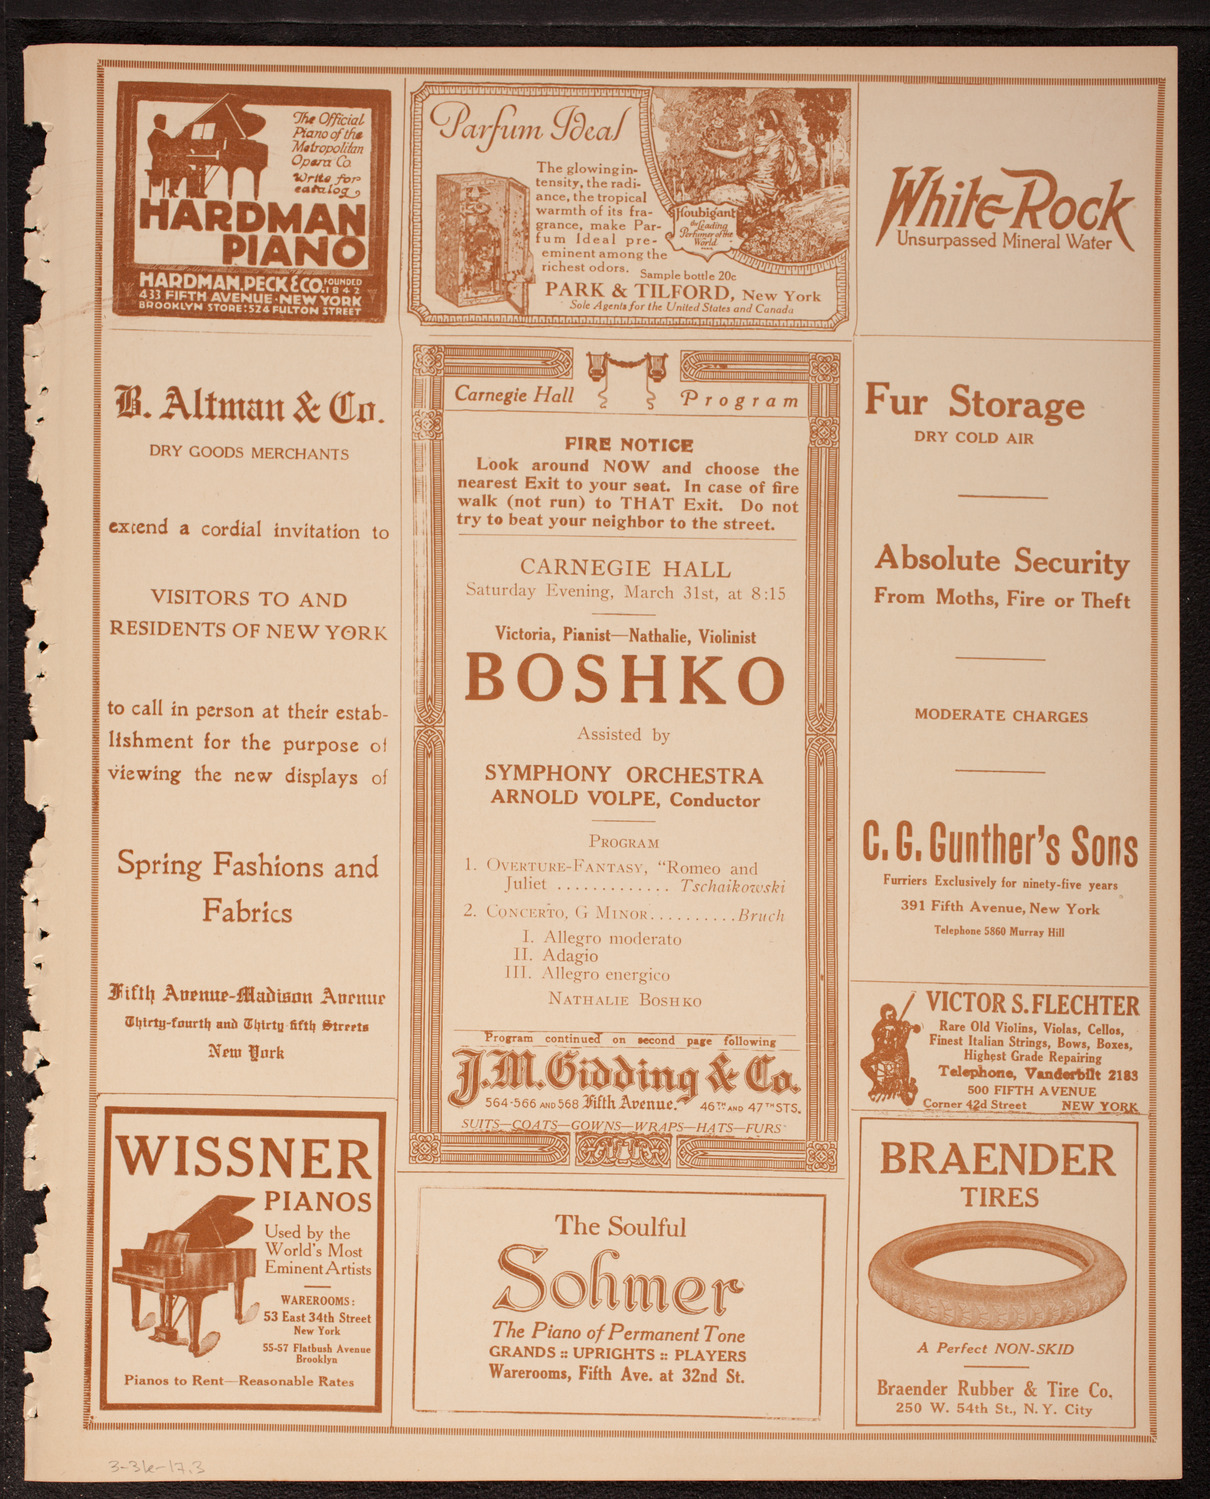 The Official
Piano of the
Metropolitan
Opera Co.
Write for
catalog
HARDMAN
PIANO
HARDMAN, PECK & CO. FOUNDED 1842
433 FIFTH AVENUE·NEW YORK
BROOKLYN STORE: 524 FULTON STREET
Parfum Ideal
The glowing in-
tensity, the radi-
ance, the tropical
warmth of its fra-
grance, make Par-
fum Ideal pre-
eminent among the
richest odors.
Houbigant
the Leading
Perfumer of the
World
Sample bottle 20c
PARK & TILFORD, New York
Sole Agents for the United States and Canada
White Rock
Unsurpassed Mineral Water
B. Altman & Co.
DRY GOODS MERCHANTS
extend a cordial invitation to
VISITORS TO AND
RESIDENTS OF NEW YORK
to call in person at their estab-
lishment for the purpose of
viewing the new displays of
Spring Fashions and
Fabrics
Fifth Avenue-Madison Avenue
Thirty-fourth and Thirty-fifth Streets
New York
Carnegie Hall Program
FIRE NOTICE
Look around NOW and choose the
nearest Exit to your seat. In case of fire
walk (not run) to THAT Exit. Do not
try to beat your neighbor to the street.
CARNEGIE HALL
Saturday Evening, March 31st, at 8:15
Victoria, Pianist—Nathalie, Violinist
BOSHKO
Assisted by
SYMPHONY ORCHESTRA
ARNOLD VOLPE, Conductor
PROGRAM
1. OVERTURE-FANTASY, "Romeo and
Juliet ............. Tschaikowski
2. CONCERTO, G MINOR..........Bruch
I. Allegro moderato
II. Adagio
III. Allegro energico
NATHALIE BOSHKO
Program continued on second page following
J. M. Gidding & Co.
564-566 AND 568 Fifth Avenue. 46TH AND 47TH STS.
SUITS—COATS—GOWNS—WRAPS—HATS—FURS
Fur Storage
DRY COLD AIR
Absolute Security
From Moths, Fire or Theft
MODERATE CHARGES
C. G. Gunther's Sons
Furriers Exclusively for ninety-five years
391 Fifth Avenue, New York
Telephone 5860 Murray Hill
VICTOR S. FLECHTER
Rare Old Violins, Violas, Cellos,
Finest Italian Strings, Bows, Boxes,
Highest Grade Repairing
Telephone, Vanderbilt 2183
500 FIFTH AVENUE
Corner 42d Street NEW YORK
WISSNER
PIANOS
Used by the
World's Most
Eminent Artists
WAREROOMS:
53 East 34th Street
New York
55-57 Flatbush Avenue
Brooklyn
Pianos to Rent—Reasonable Rates
The Soulful
Sohmer
The Piano of Permanent Tone
GRANDS :: UPRIGHTS :: PLAYERS
Warerooms, Fifth Ave. at 32nd St.
BRAENDER
TIRES
A Perfect NON-SKID
Braender Rubber & Tire Co.
250 W. 54th St., N. Y. City